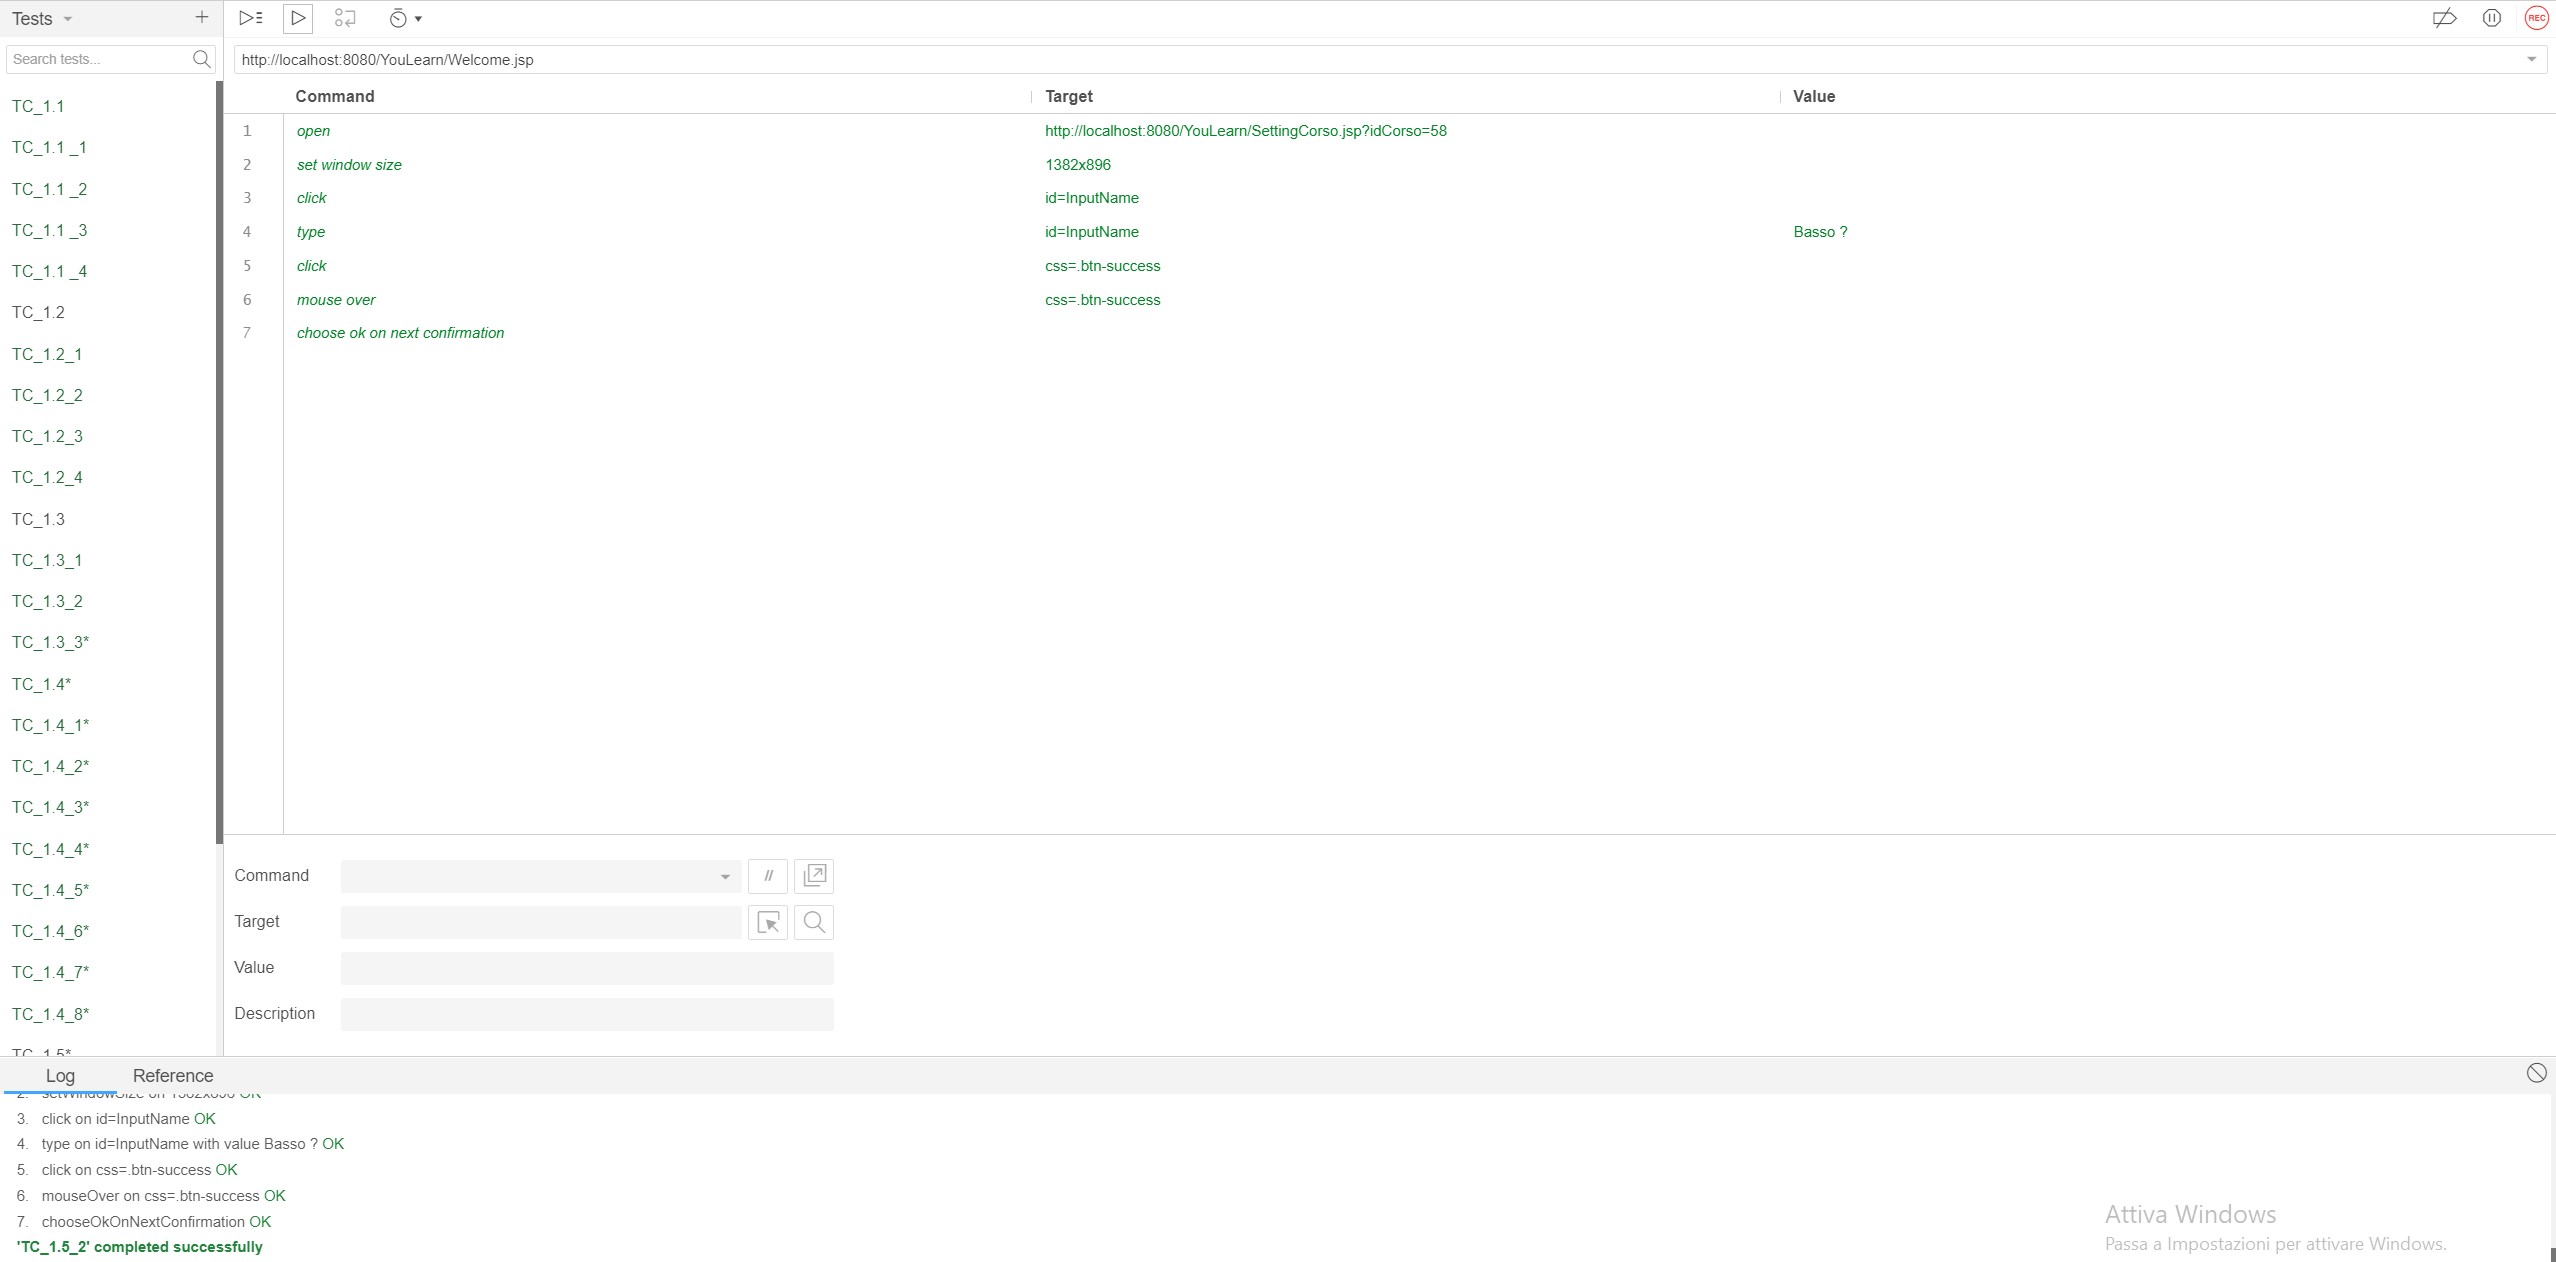 Tests
REC
Search tests...
http://localhost:8080/YouLearn/Welcome.jsp
Command Target Value
1 open http://localhost:8080/YouLearn/SettingCorso.jsp?idCorso=58
2 set window size 1382x896
3 click id=InputName
4 type id=InputName Basso ?
5 click css=.btn-success
6 mouse over css=.btn-success
7 choose ok on next confirmation
TC_1.1
TC_1.1 _1
TC_1.1 _2
TC_1.1 _3
TC_1.1 _4
TC_1.2
TC_1.2_1
TC_1.2_2
TC_1.2_3
TC_1.2_4
TC_1.3
TC_1.3_1
TC_1.3_2
TC_1.3_3*
TC_1.4*
TC_1.4_1*
TC_1.4_2*
TC_1.4_3*
TC_1.4_4*
TC_1.4_5*
TC_1.4_6*
TC_1.4_7*
TC_1.4_8*
TC_1.5*
Command //
Target
Value
Description
Log Reference
2. setWindowSize on 1382x896 OK
3. click on id=InputName OK
4. type on id=InputName with value Basso ? OK
5. click on css=.btn-success OK
6. mouseOver on css=.btn-success OK
7. chooseOkOnNextConfirmation OK
'TC_1.5_2' completed successfully
Attiva Windows
Passa a Impostazioni per attivare Windows.